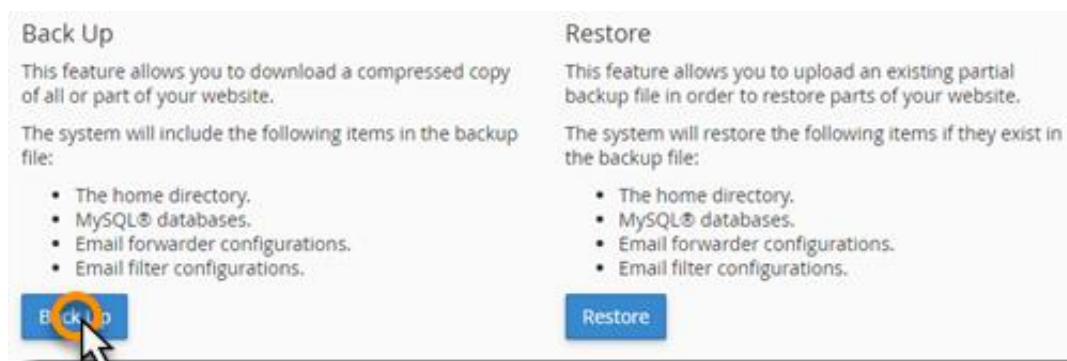 Back Up
This feature allows you to download a compressed copy
of all or part of your website.
The system will include the following items in the backup
file:
• The home directory.
• MySQL® databases.
• Email forwarder configurations.
• Email filter configurations.
Back Up
Restore
This feature allows you to upload an existing partial
backup file in order to restore parts of your website.
The system will restore the following items if they exist in
the backup file:
• The home directory.
• MySQL® databases.
• Email forwarder configurations.
• Email filter configurations.
Restore